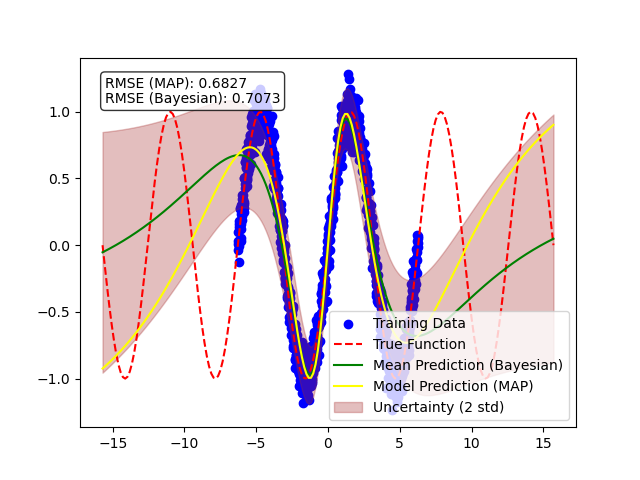 RMSE (MAP): 0.6827
RMSE (Bayesian): 0.7073
1.0
0.5
0.0
−0.5
−1.0
Training Data
True Function
Mean Prediction (Bayesian)
Model Prediction (MAP)
Uncertainty (2 std)
−15
−10
−5
0
5
10
15